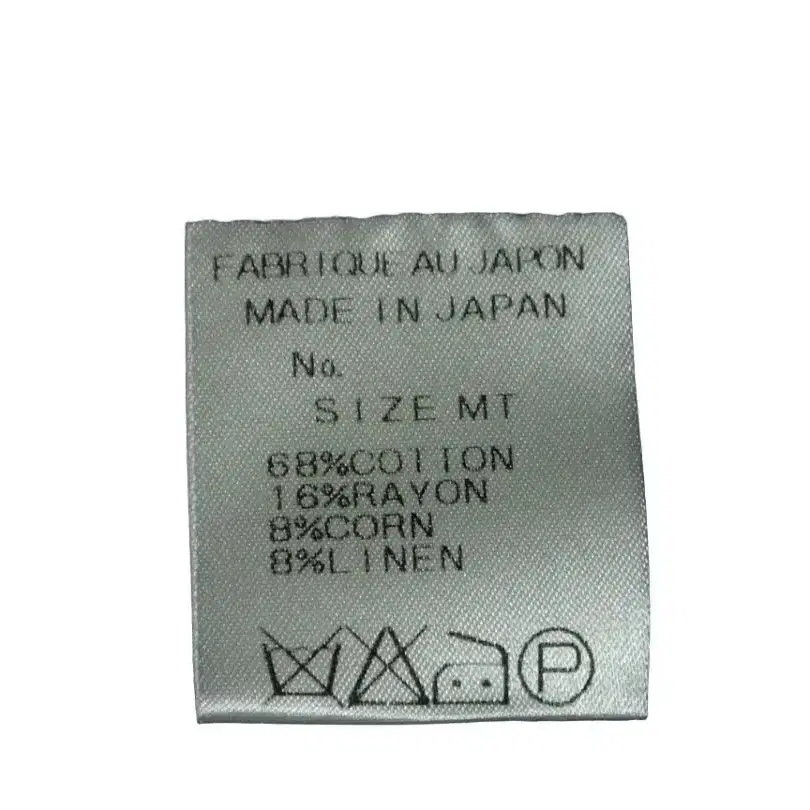 FABRIQUE AU JAPON
MADE IN JAPAN
No.
SIZE MT
68%COTTON
16%RAYON
8%CORN
8%LINEN
P